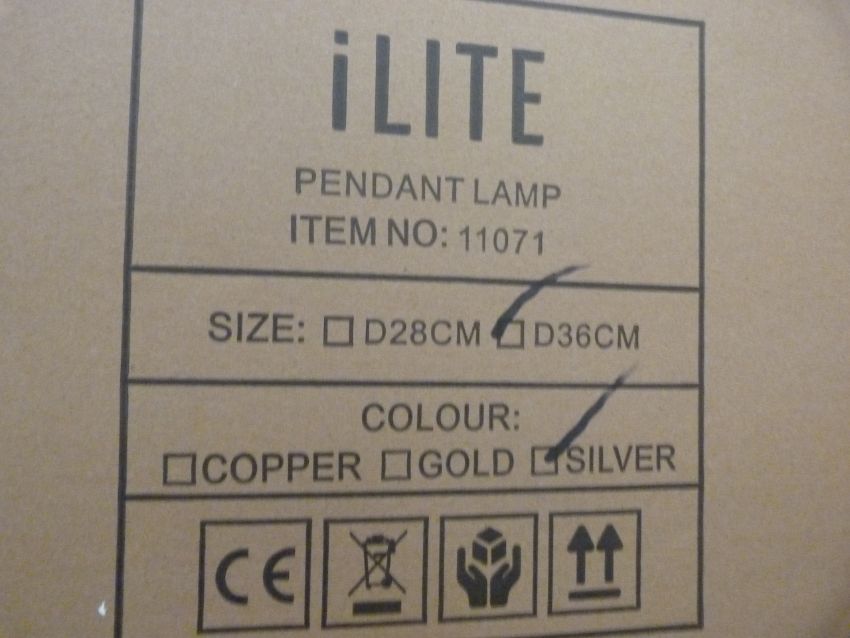 iLITE
PENDANT LAMP
ITEM NO: 11071
SIZE: D28CM D36CM
COLOUR:
COPPER GOLD SILVER
CE